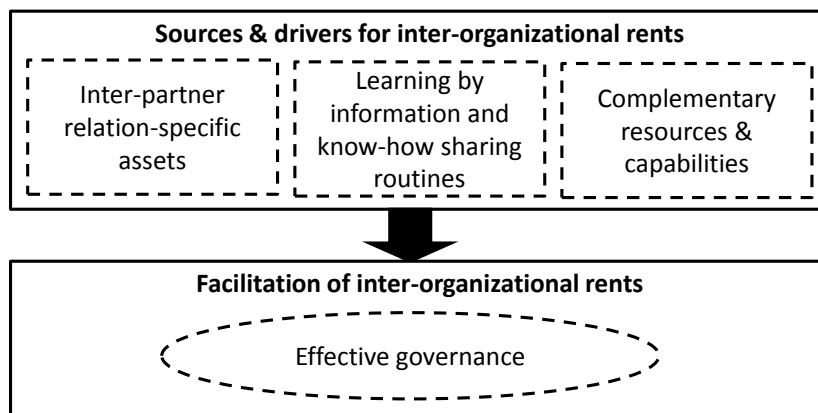 Sources & drivers for inter-organizational rents
Inter-partner
relation-specific
assets
Learning by
information and
know-how sharing
routines
Complementary
resources &
capabilities
Facilitation of inter-organizational rents
Effective governance